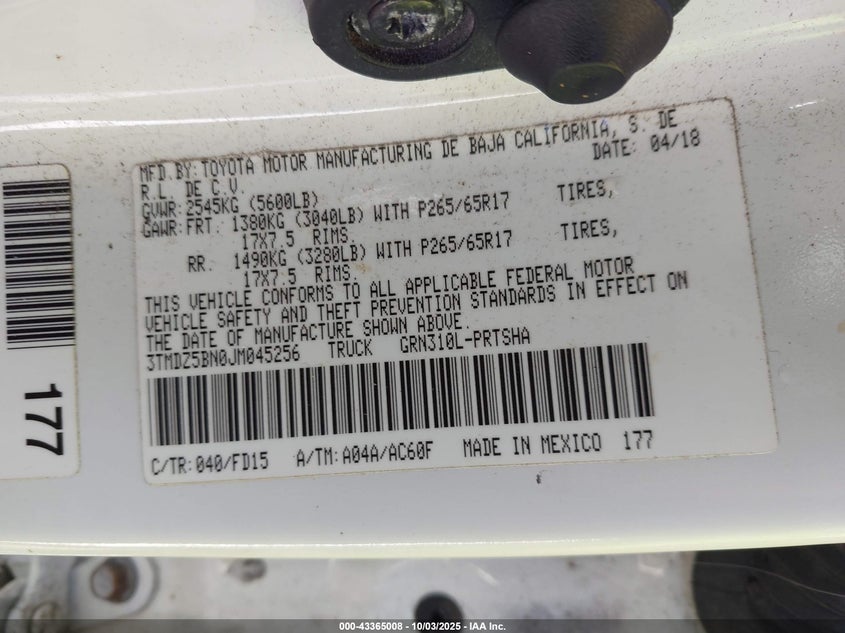 MFD.BY:TOYOTA MOTOR MANUFACTURING DE BAJA CALIFORNIA, S. DE
R.L. DE C.V. DATE: 04/18
GVWR:2545KG (5600LB)
GAWR:FRT. 1380KG (3040LB) WITH P265/65R17 TIRES,
17X7.5 RIMS.
RR. 1490KG (3280LB) WITH P265/65R17 TIRES,
17X7.5 RIMS.
THIS VEHICLE CONFORMS TO ALL APPLICABLE FEDERAL MOTOR
VEHICLE SAFETY AND THEFT PREVENTION STANDARDS IN EFFECT ON
THE DATE OF MANUFACTURE SHOWN ABOVE.
3TMDZ5BN0JM045256 TRUCK GRN310L-PRTSHA
C/TR:040/FD15 A/TM:A04A/AC60F MADE IN MEXICO 177
177
000-43365008 - 10/03/2025 - IAA Inc.